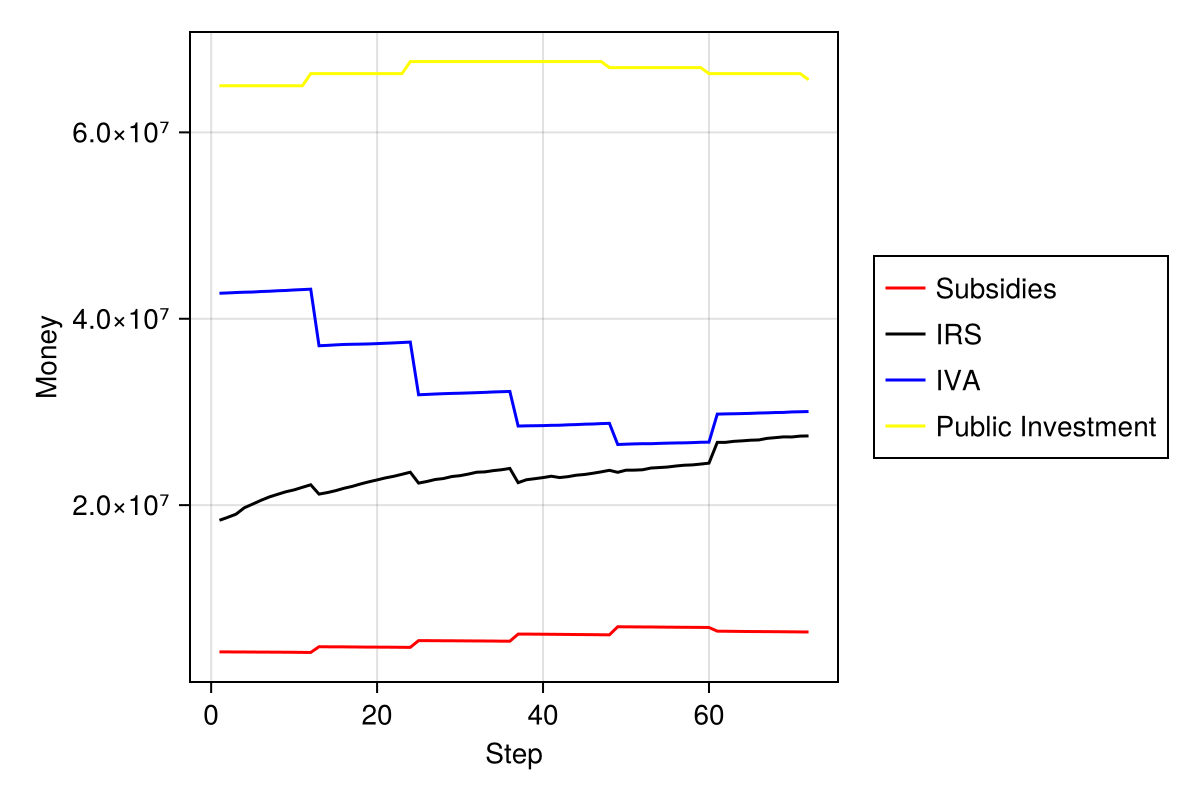 6.0×10⁷
4.0×10⁷
2.0×10⁷
Money
0 20 40 60
Step
Subsidies
IRS
IVA
Public Investment